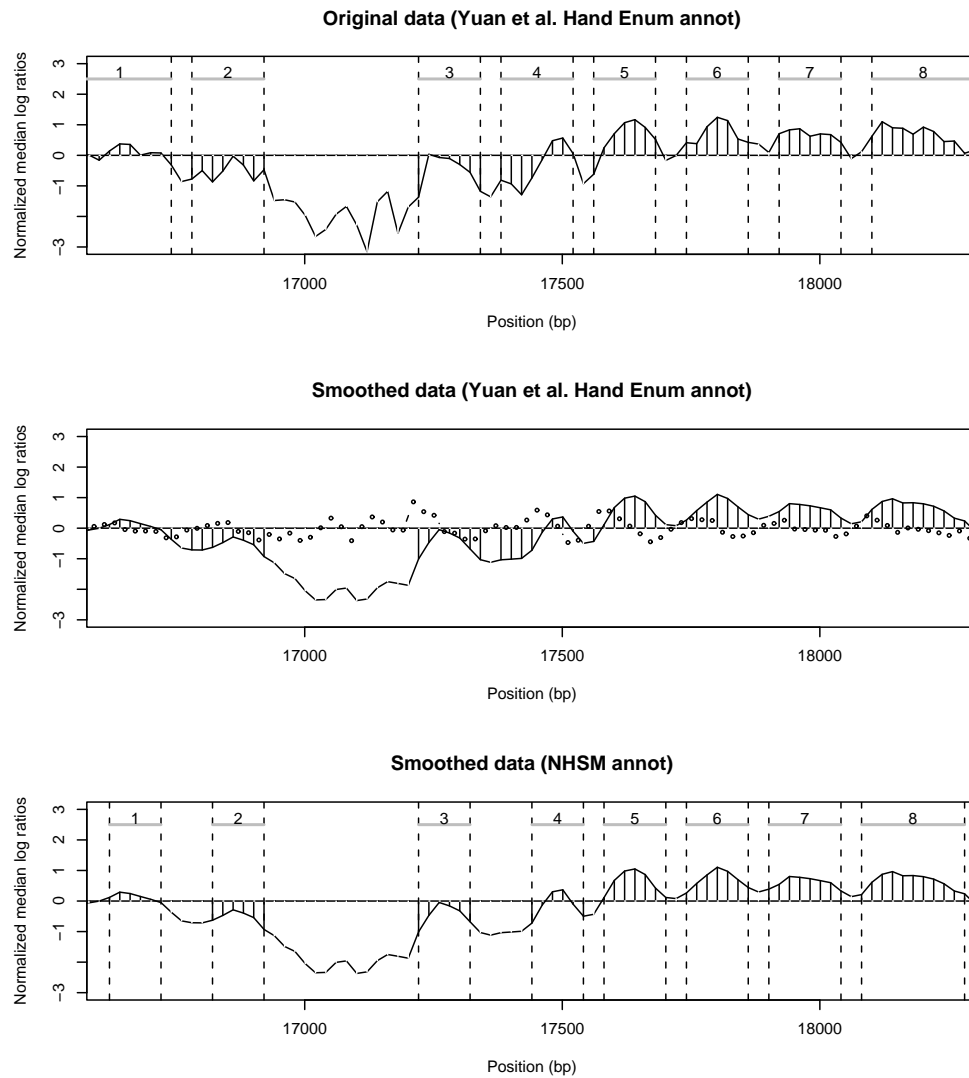 Original data (Yuan et al. Hand Enum annot)
Normalized median log ratios
3
2
1
0
−1
−3
1 2 3 4 5 6 7 8
17000 17500 18000
Position (bp)
Smoothed data (Yuan et al. Hand Enum annot)
Normalized median log ratios
3
2
1
0
−1
−3
17000 17500 18000
Position (bp)
Smoothed data (NHSM annot)
Normalized median log ratios
3
2
1
0
−1
−3
1 2 3 4 5 6 7 8
17000 17500 18000
Position (bp)